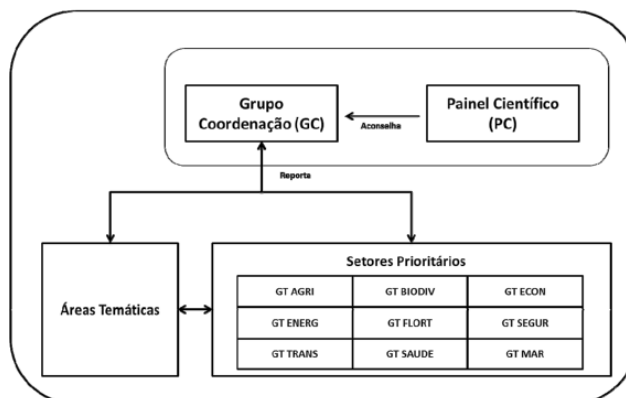 Grupo
Coordenação (GC)
Painel Científico
(PC)
Aconselha
Reporta
Áreas Temáticas
Setores Prioritários
GT AGRI
GT BIODIV
GT ECON
GT ENERG
GT FLORT
GT SEGUR
GT TRANS
GT SAUDE
GT MAR